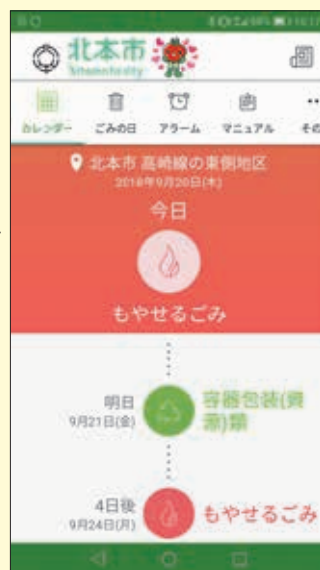 北本市
Kitamoto city
カレンダー ごみの日 アラーム マニュアル その
北本市 高崎線の東側地区
2018年9月20日(木)
今日
もやせるごみ
明日
9月21日(金)
容器包装(資
源)類
4日後
9月24日(月)
もやせるごみ